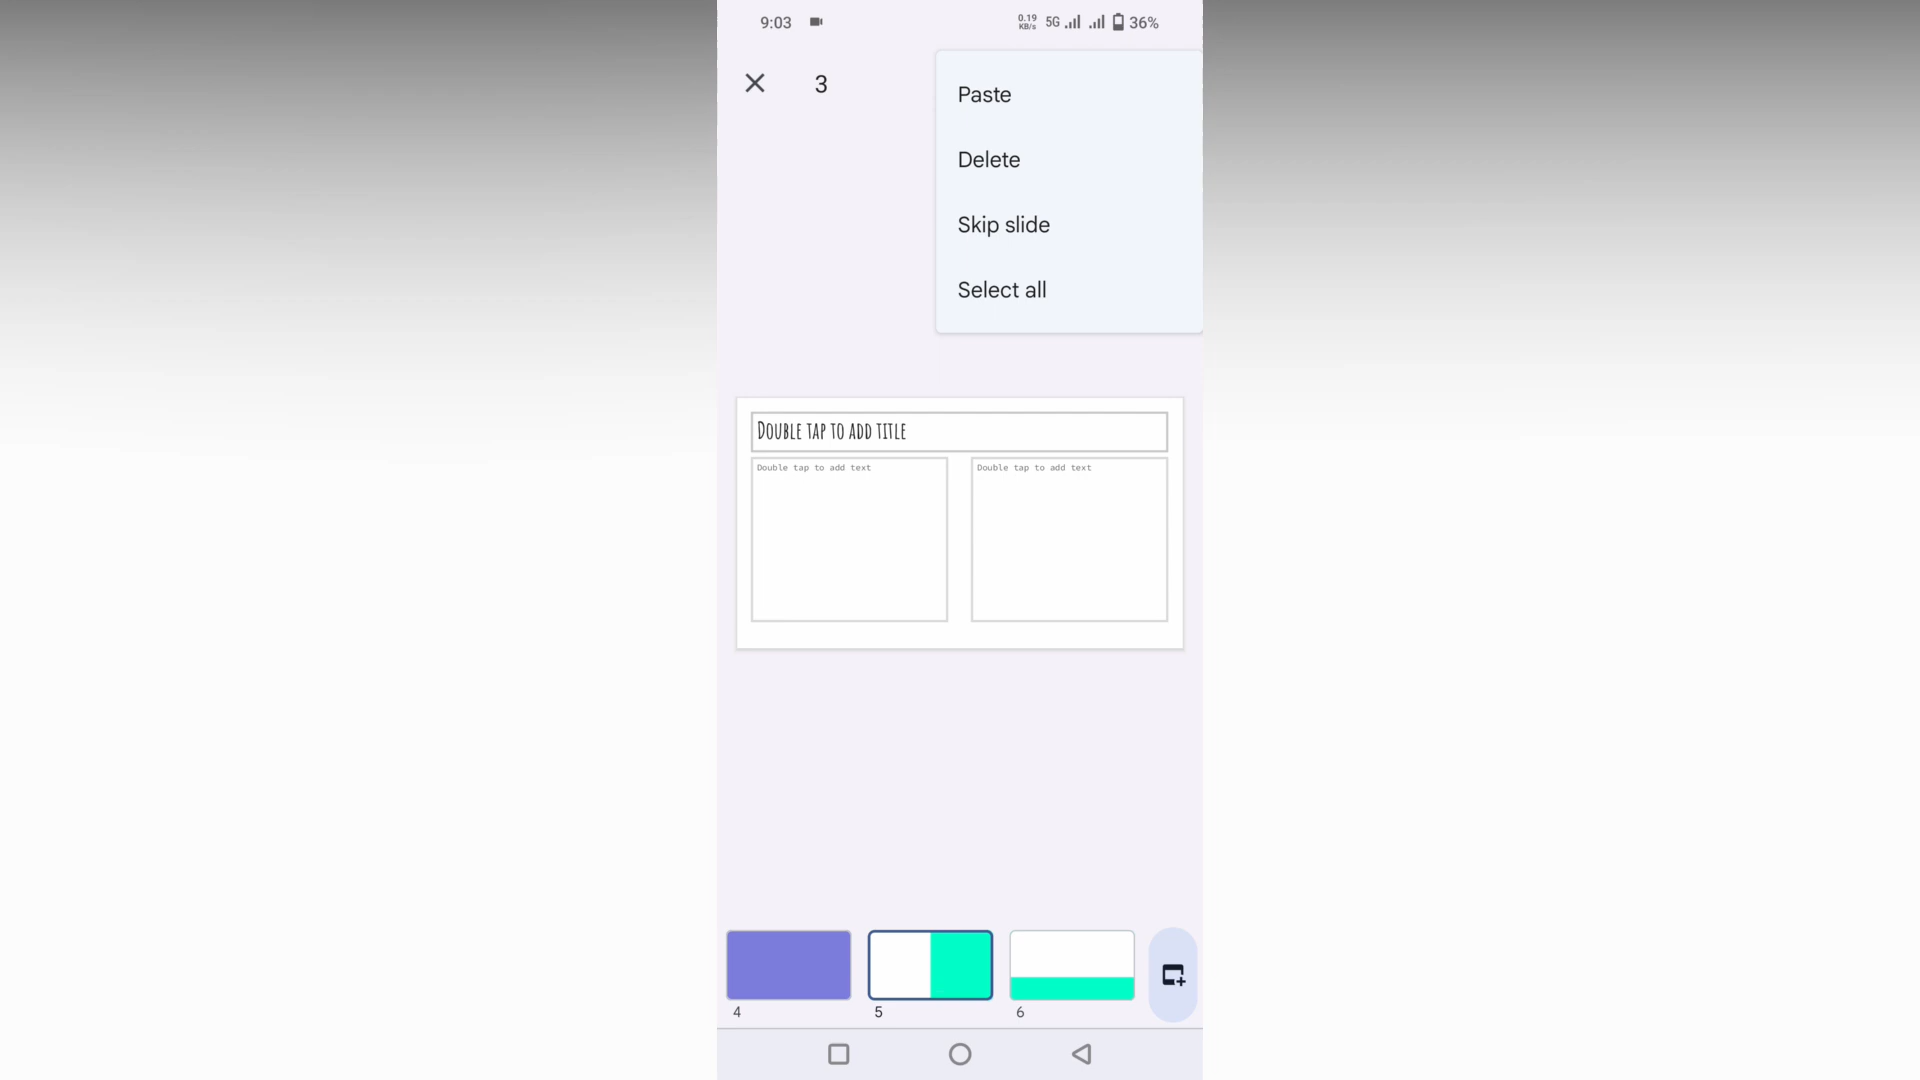 9:03
0.19
KB/s
5G
36%
3
Paste
Delete
Skip slide
Select all
Double tap to add title
Double tap to add text
Double tap to add text
4
5
6